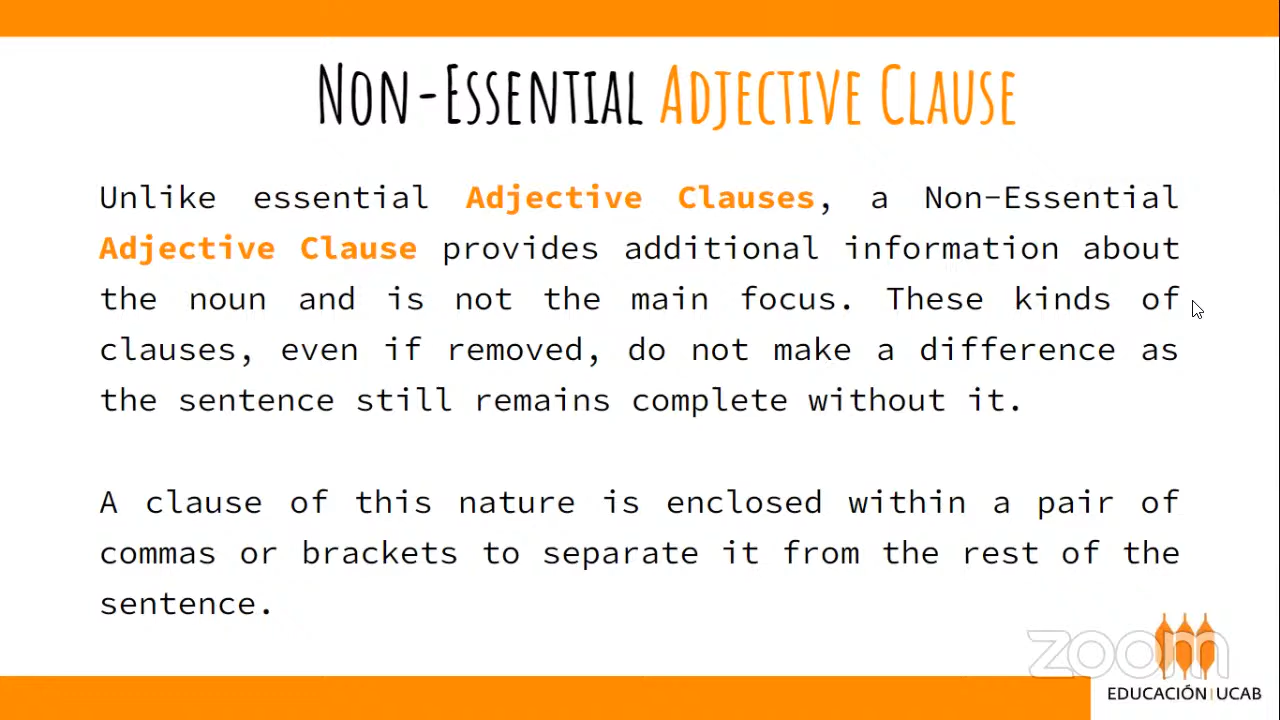 Non-Essential Adjective Clause
Unlike essential Adjective Clauses, a Non-Essential
Adjective Clause provides additional information about
the noun and is not the main focus. These kinds of
clauses, even if removed, do not make a difference as
the sentence still remains complete without it.
A clause of this nature is enclosed within a pair of
commas or brackets to separate it from the rest of the
sentence.
zoom
EDUCACIÓN | UCAB